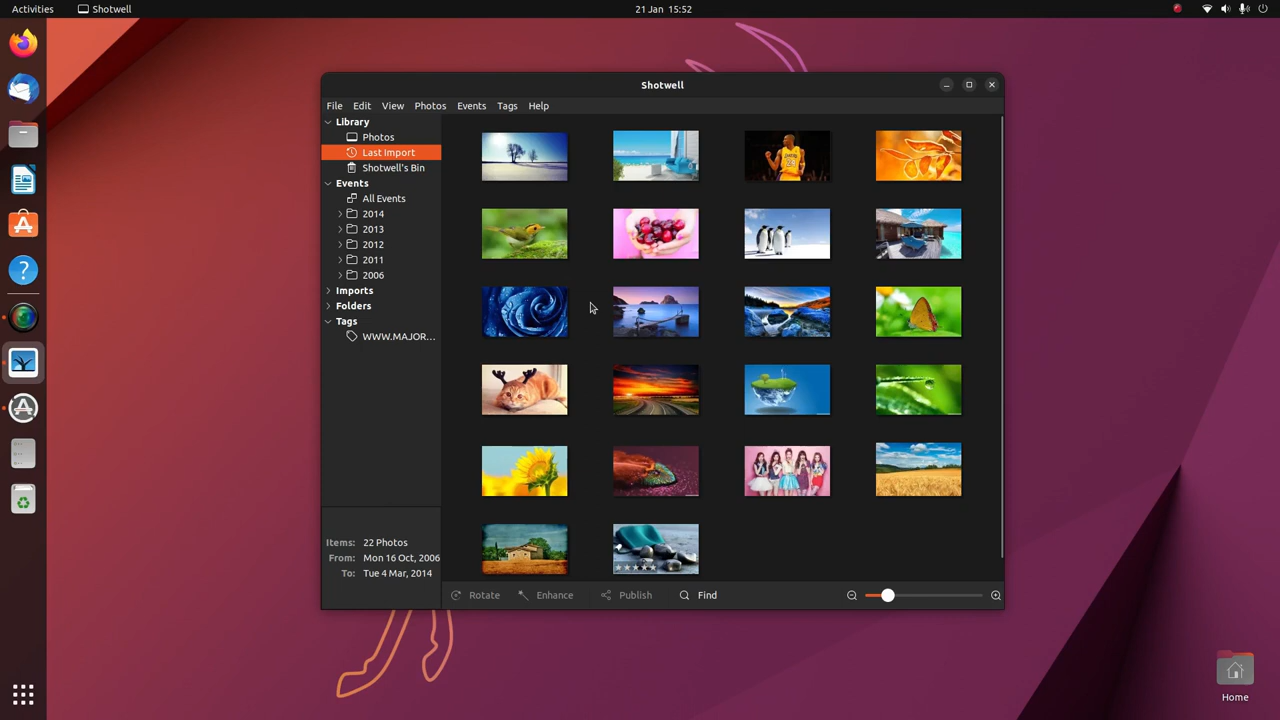 Activities Shotwell 21 Jan 15:52
Shotwell
File Edit View Photos Events Tags Help
Library
Photos
Last Import
Shotwell's Bin
Events
All Events
2014
2013
2012
2011
2006
Imports
Folders
Tags
WWW.MAJOR...
Items: 22 Photos
From: Mon 16 Oct, 2006
To: Tue 4 Mar, 2014
Rotate Enhance Publish Find
Home